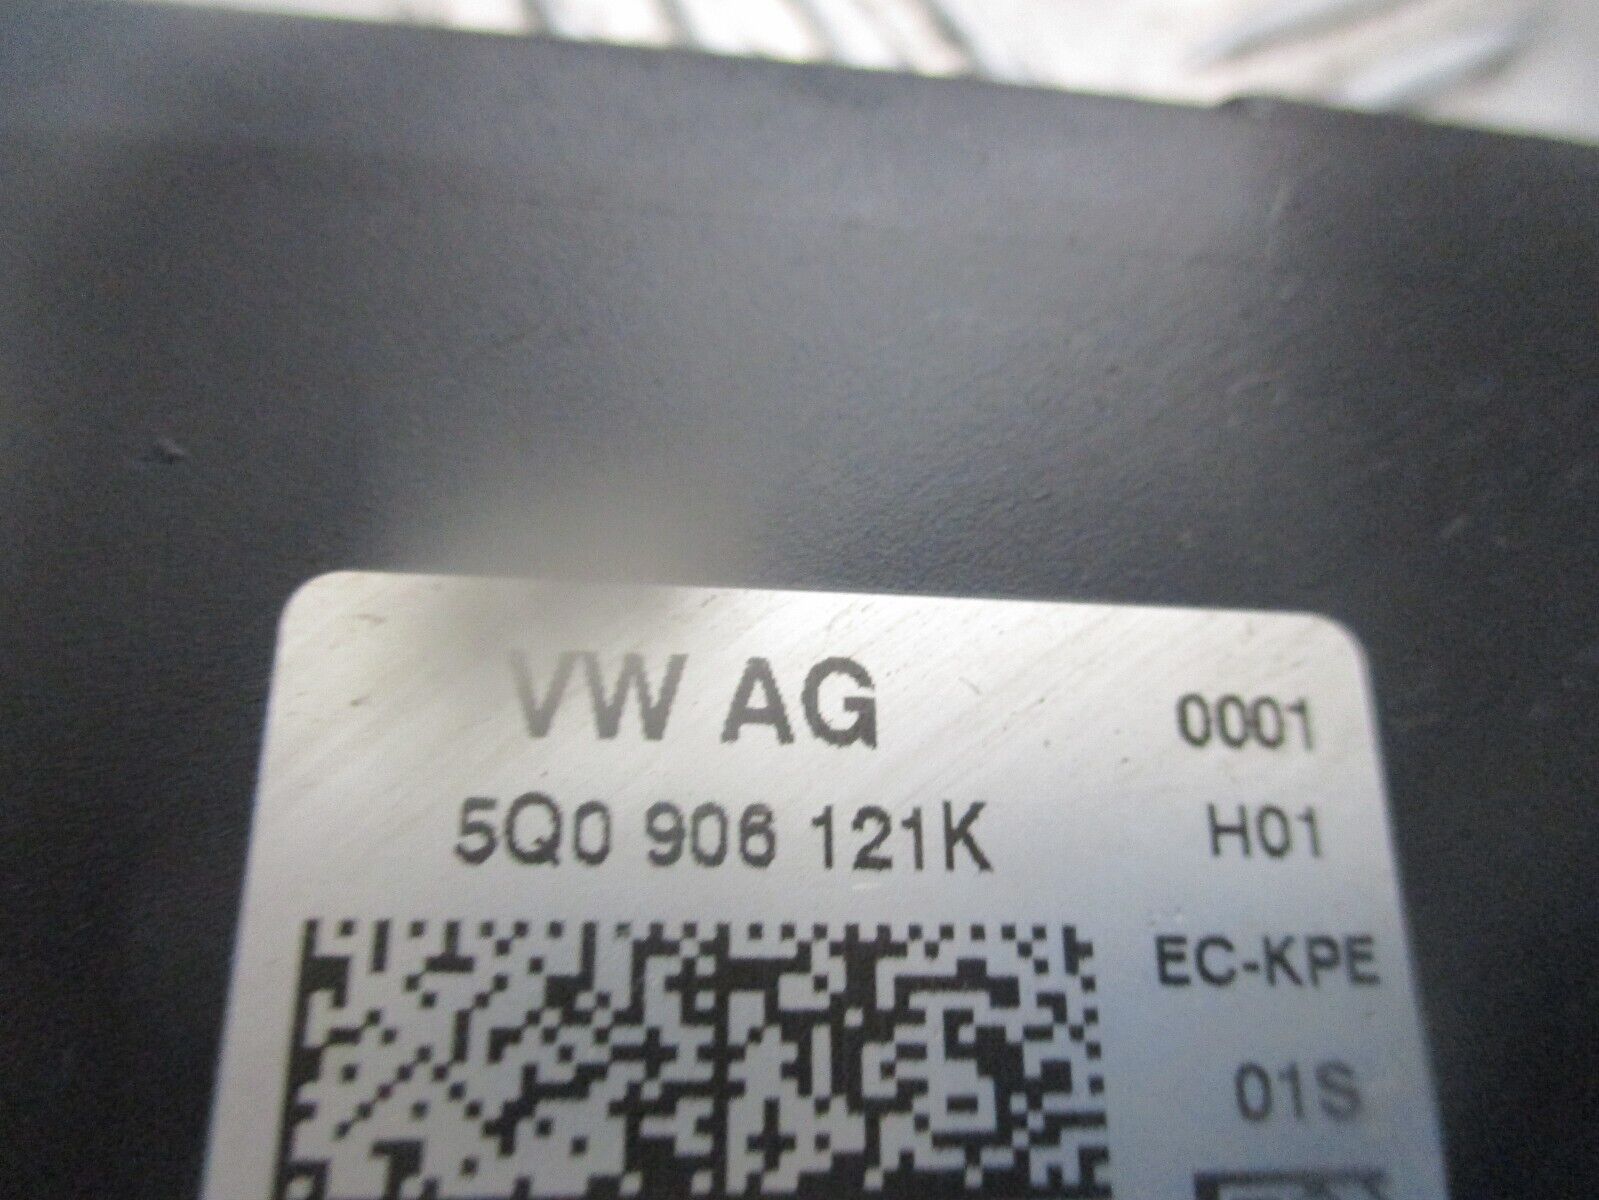 VW AG
0001
5Q0 906 121K
H01
EC-KPE
01S